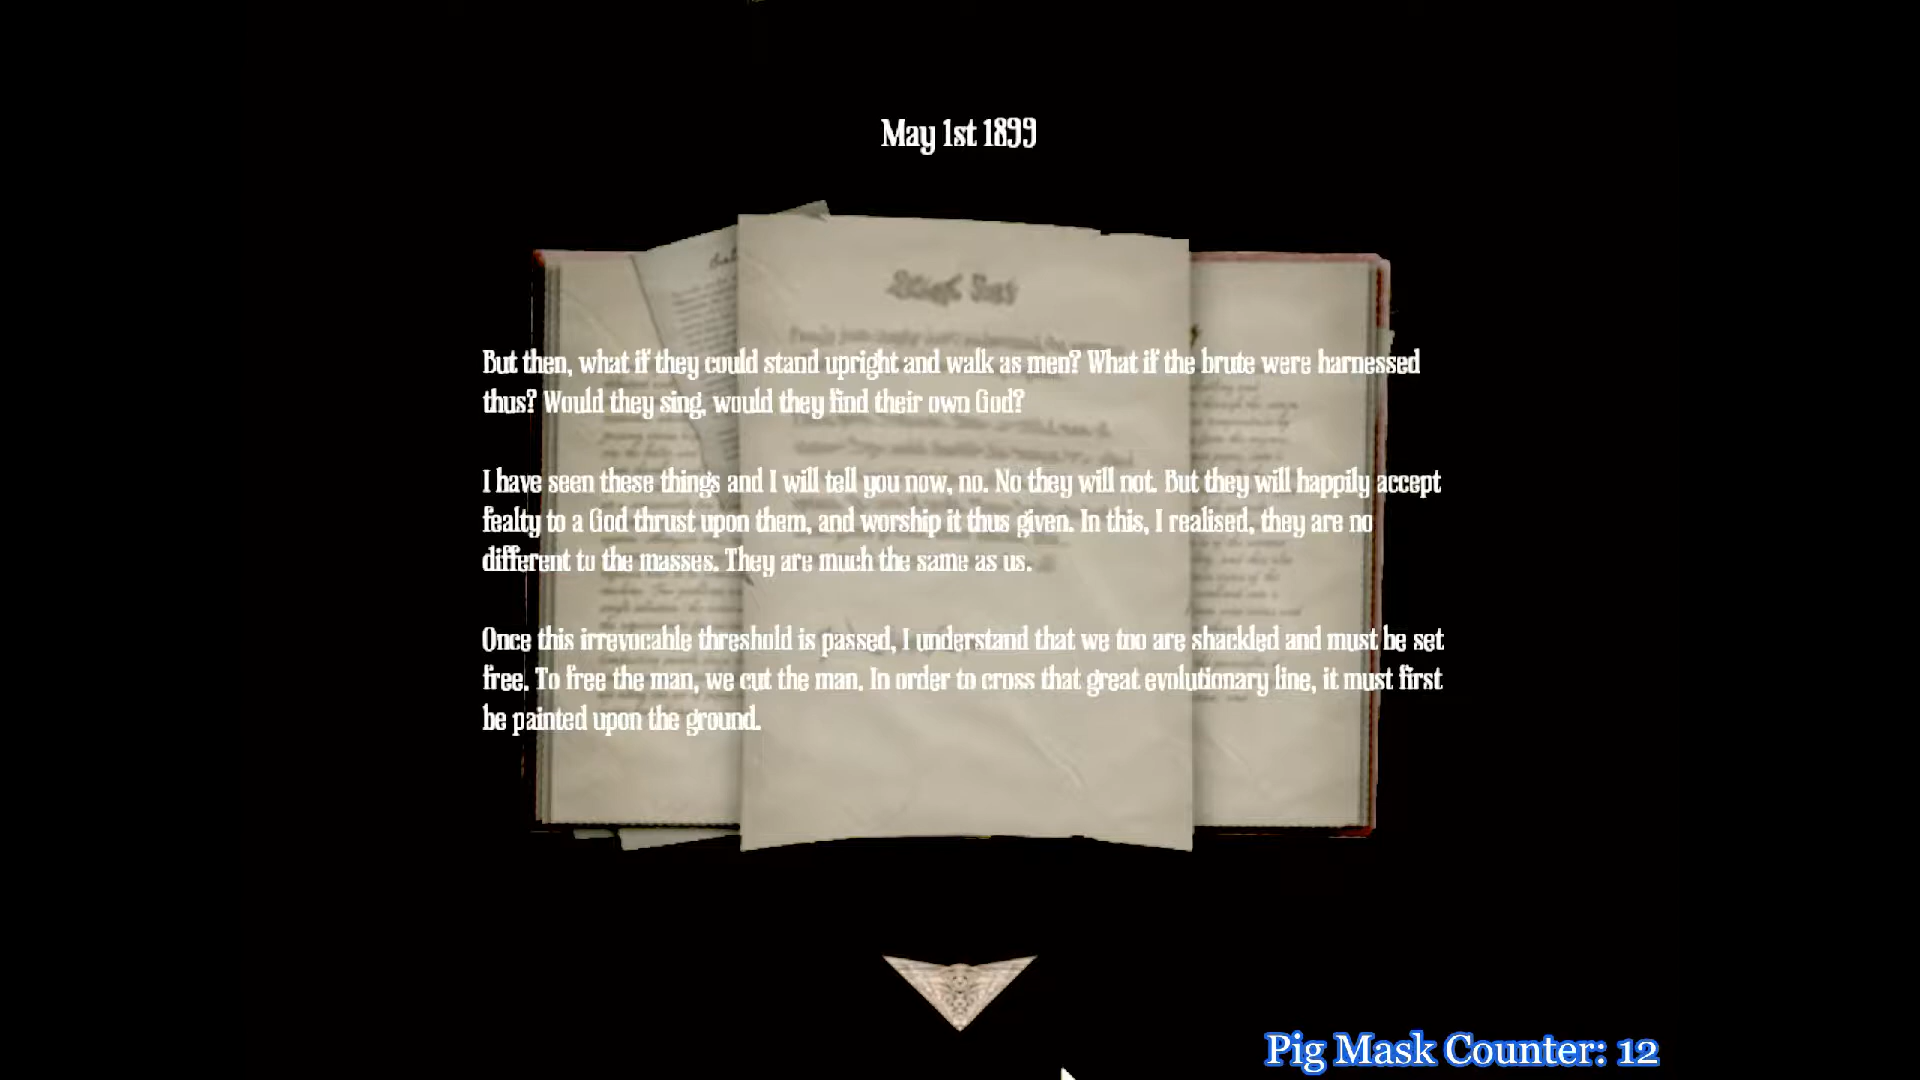 May 1st 1899
But then, what if they could stand upright and walk as men? What if the brute were harnessed
thus? Would they sing, would they find their own God?
I have seen these things and I will tell you now, no. No they will not. But they will happily accept
fealty to a God thrust upon them, and worship it thus given. In this, I realised, they are no
different to the masses. They are much the same as us.
Once this irrevocable threshold is passed, I understand that we too are shackled and must be set
free. To free the man, we cut the man. In order to cross that great evolutionary line, it must first
be painted upon the ground.
Pig Mask Counter: 12